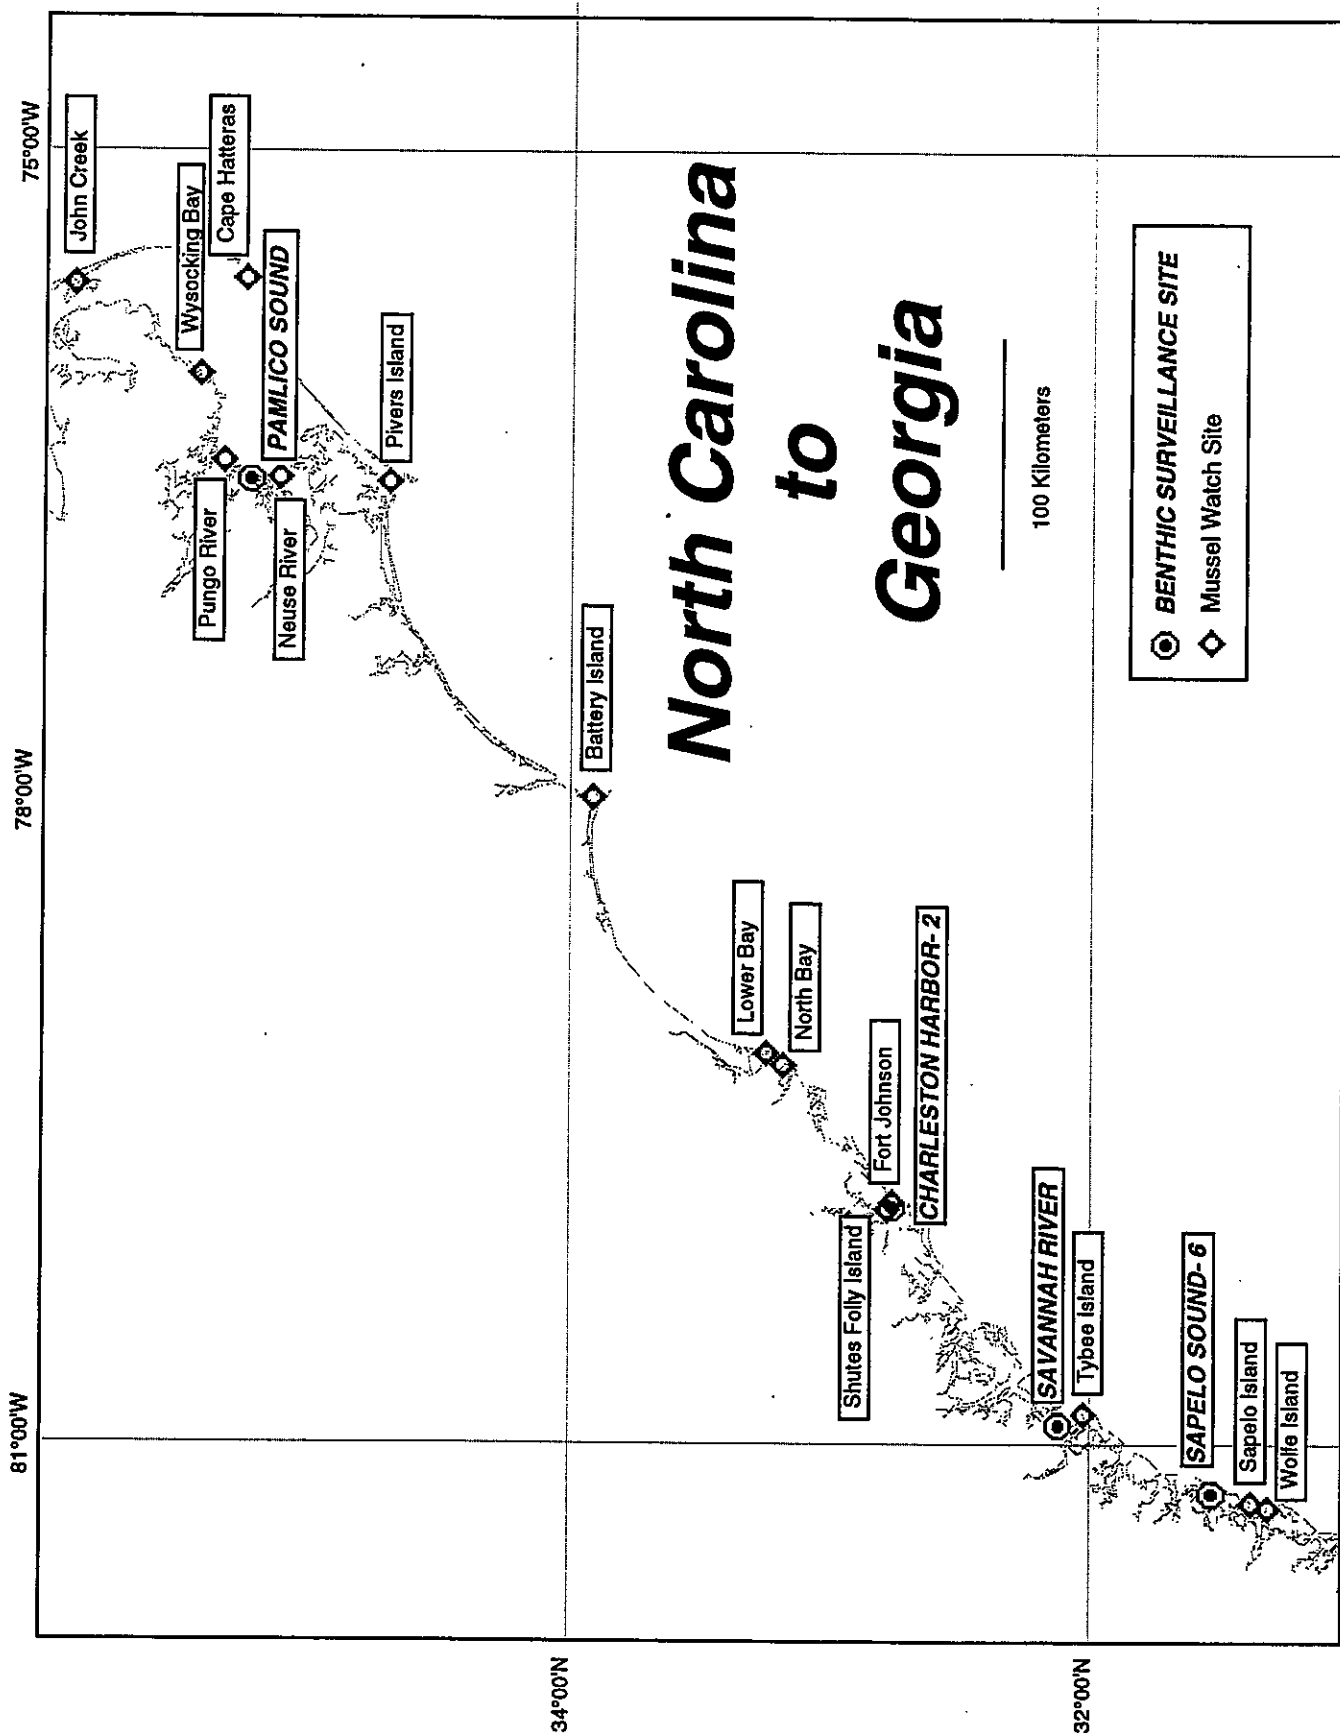 75°00'W
78°00'W
81°00'W
34°00'N
32°00'N
John Creek
Wysocking Bay
Cape Hatteras
PAMLICO SOUND
Pungo River
Neuse River
Pivers Island
Battery Island
Lower Bay
North Bay
Fort Johnson
CHARLESTON HARBOR- 2
Shutes Folly Island
SAVANNAH RIVER
Tybee Island
SAPELO SOUND- 6
Sapelo Island
Wolfe Island
North Carolina
to
Georgia
100 Kilometers
BENTHIC SURVEILLANCE SITE
Mussel Watch Site